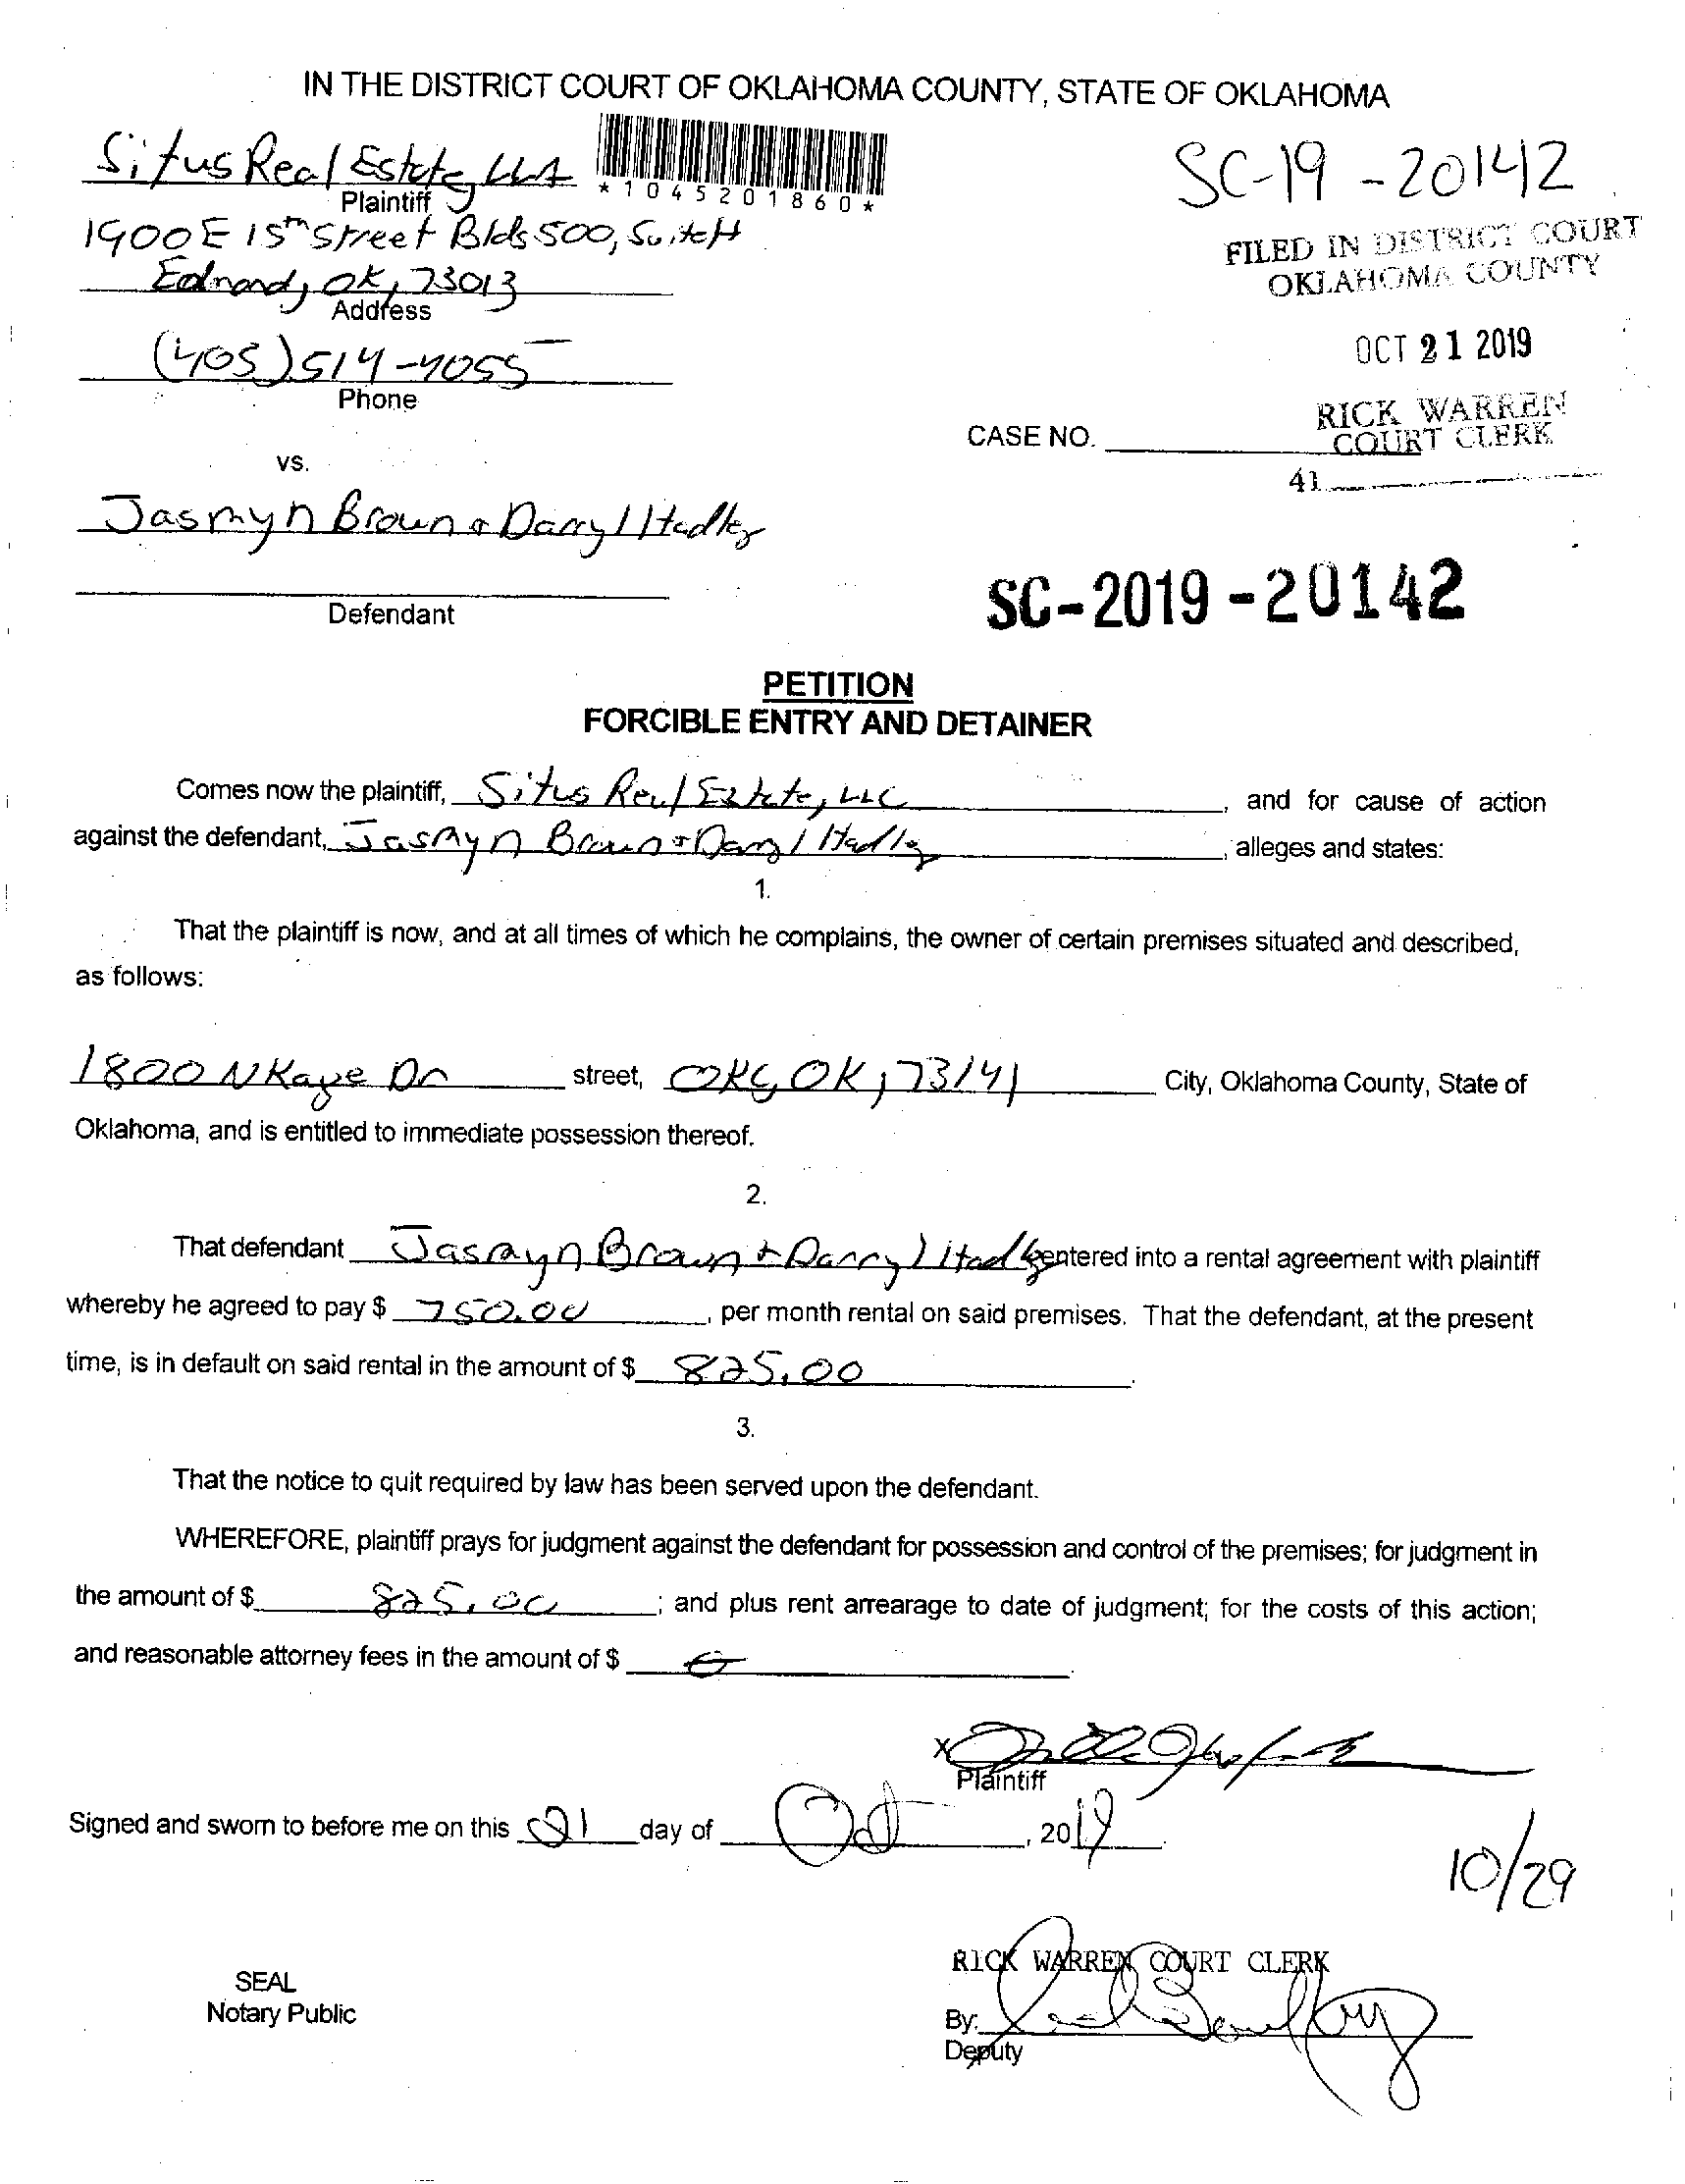 IN THE DISTRICT COURT OF OKLAHOMA COUNTY, STATE OF OKLAHOMA
Situs Real Estate, LLC
Plaintiff
*1045201860*
SC-19-20142
1900 E 15th Street Bldg 500, Suite H
Edmond, OK, 73013
Address
FILED IN DISTRICT COURT
OKLAHOMA COUNTY
OCT 21 2019
(405) 514-4055
Phone
RICK WARREN
COURT CLERK
CASE NO.
41
vs.
Jasmyn Brown + Darryl Hadley
Defendant
SC-2019-20142
PETITION
FORCIBLE ENTRY AND DETAINER
Comes now the plaintiff, Situs Real Estate, LLC, and for cause of action
against the defendant, Jasmyn Brown + Darryl Hadley, alleges and states:
1.
That the plaintiff is now, and at all times of which he complains, the owner of certain premises situated and described,
as follows:
1800 N Kaye Dr street, OKC, OK, 73141 City, Oklahoma County, State of
Oklahoma, and is entitled to immediate possession thereof.
2.
That defendant Jasmyn Brown + Darryl Hadley entered into a rental agreement with plaintiff
whereby he agreed to pay $ 750.00, per month rental on said premises. That the defendant, at the present
time, is in default on said rental in the amount of $ 825.00.
3.
That the notice to quit required by law has been served upon the defendant.
WHEREFORE, plaintiff prays for judgment against the defendant for possession and control of the premises; for judgment in
the amount of $ 825.00; and plus rent arrearage to date of judgment; for the costs of this action;
and reasonable attorney fees in the amount of $ 0.
X
Plaintiff
Signed and sworn to before me on this 21 day of Oct, 2019
10/29
RICK WARREN COURT CLERK
SEAL
Notary Public
By:
Deputy